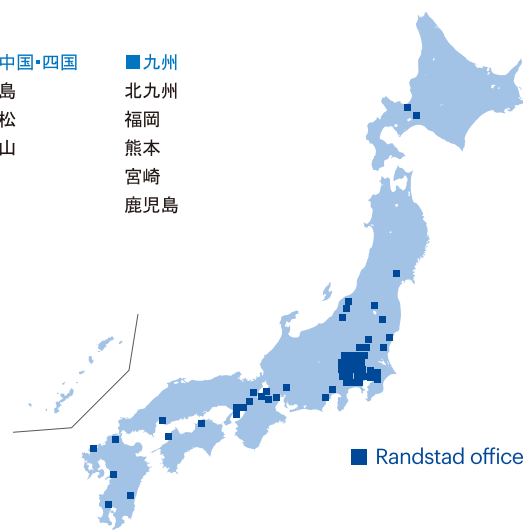 中国・四国
島
松
山
■九州
北九州
福岡
熊本
宮崎
鹿児島
Randstad office